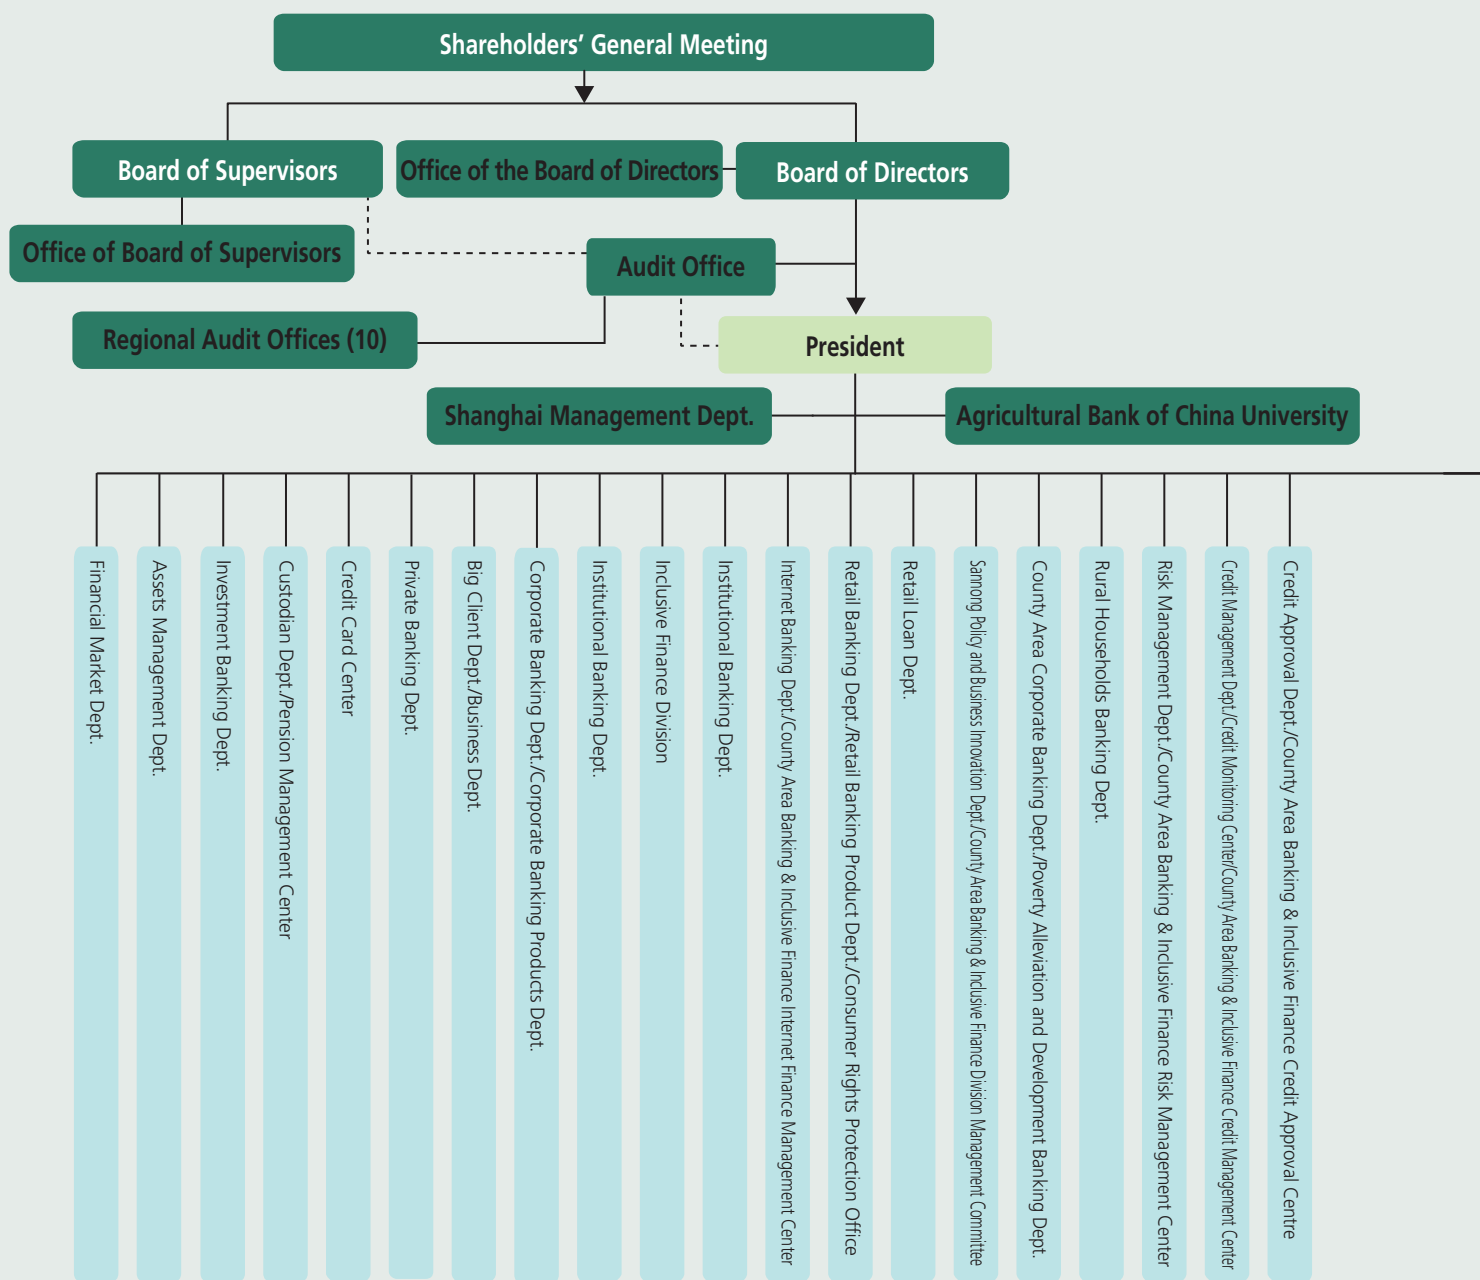 Shareholders’ General Meeting
Board of Supervisors
Office of the Board of Directors
Board of Directors
Office of Board of Supervisors
Audit Office
Regional Audit Offices (10)
President
Shanghai Management Dept.
Agricultural Bank of China University
Financial Market Dept.
Assets Management Dept.
Investment Banking Dept.
Custodian Dept./Pension Management Center
Credit Card Center
Private Banking Dept.
Big Client Dept./Business Dept.
Corporate Banking Dept./Corporate Banking Products Dept.
Institutional Banking Dept.
Inclusive Finance Division
Institutional Banking Dept.
Internet Banking Dept./County Area Banking & Inclusive Finance Internet Finance Management Center
Retail Banking Dept./Retail Banking Product Dept./Consumer Rights Protection Office
Retail Loan Dept.
Sannong Policy and Business Innovation Dept./County Area Banking & Inclusive Finance Division Management Committee
County Area Corporate Banking Dept./Poverty Alleviation and Development Banking Dept.
Rural Households Banking Dept.
Risk Management Dept./County Area Banking & Inclusive Finance Risk Management Center
Credit Management Dept./Credit Monitoring Center/County Area Banking & Inclusive Finance Credit Management Center
Credit Approval Dept./County Area Banking & Inclusive Finance Credit Approval Centre